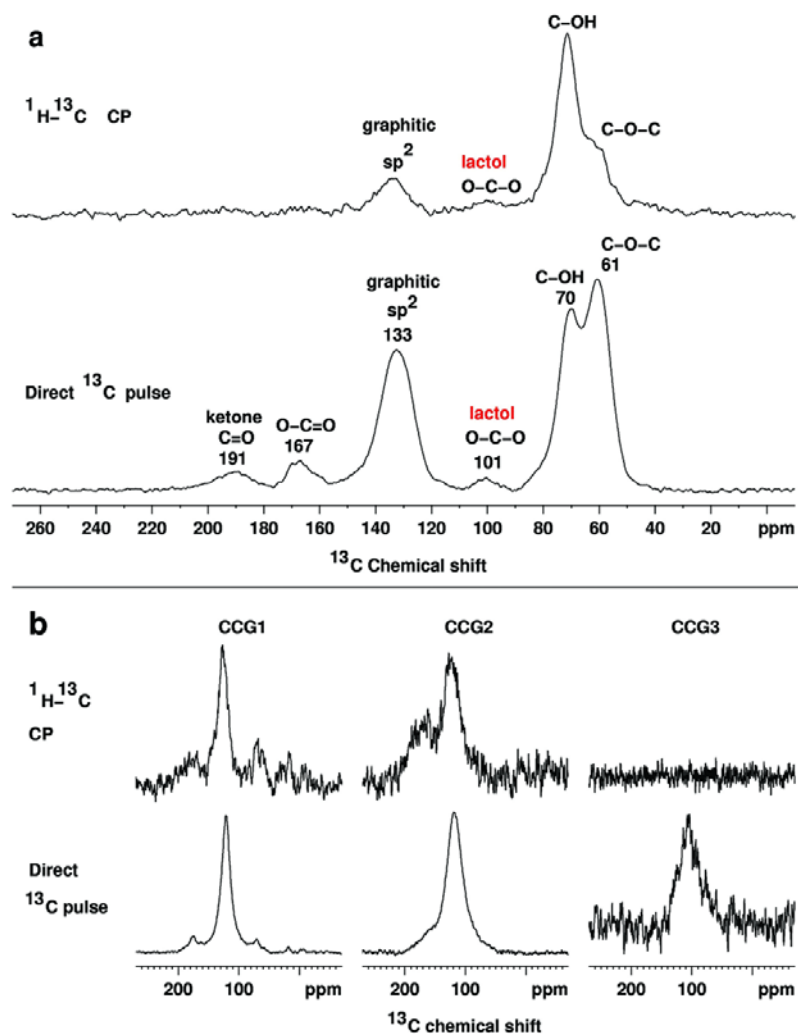 a
C–OH
¹H–¹³C CP
graphitic
sp²
lactol
O–C–O
C–O–C
C–O–C
61
C–OH
70
graphitic
sp²
133
Direct ¹³C pulse
ketone
C=O
191
O–C=O
167
lactol
O–C–O
101
260 240 220 200 180 160 140 120 100 80 60 40 20 ppm
¹³C Chemical shift
b
CCG1 CCG2 CCG3
¹H–¹³C
CP
Direct
¹³C pulse
200 100 ppm 200 100 ppm 200 100 ppm
¹³C chemical shift